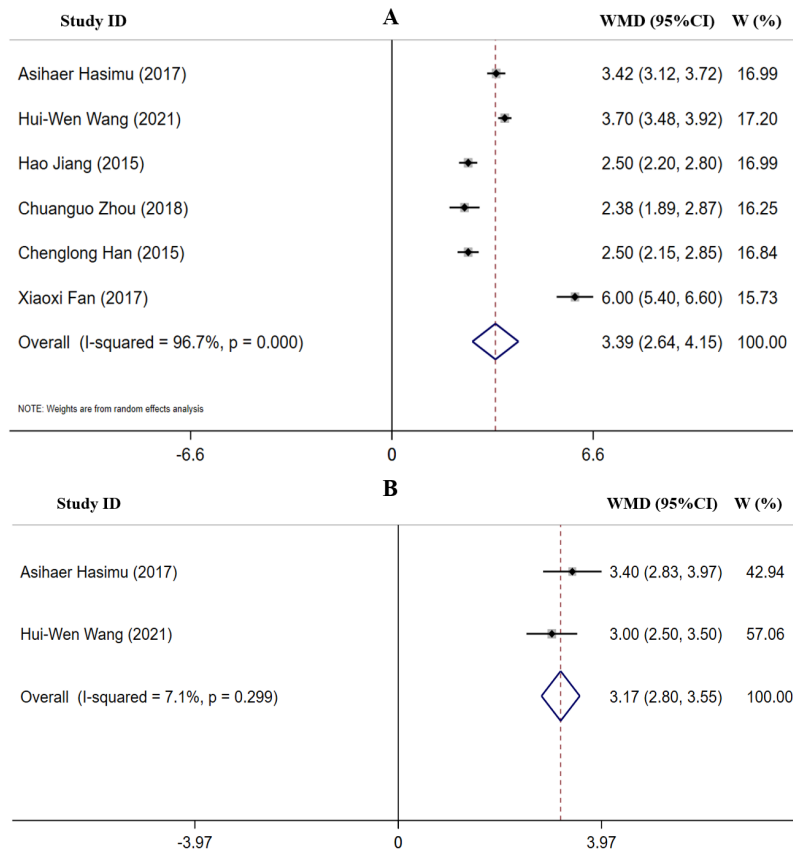 A
Study ID WMD (95%CI) W (%)
Asihaer Hasimu (2017) 3.42 (3.12, 3.72) 16.99
Hui-Wen Wang (2021) 3.70 (3.48, 3.92) 17.20
Hao Jiang (2015) 2.50 (2.20, 2.80) 16.99
Chuanguo Zhou (2018) 2.38 (1.89, 2.87) 16.25
Chenglong Han (2015) 2.50 (2.15, 2.85) 16.84
Xiaoxi Fan (2017) 6.00 (5.40, 6.60) 15.73
Overall (I-squared = 96.7%, p = 0.000) 3.39 (2.64, 4.15) 100.00
NOTE: Weights are from random effects analysis
-6.6 0 6.6
B
Study ID WMD (95%CI) W (%)
Asihaer Hasimu (2017) 3.40 (2.83, 3.97) 42.94
Hui-Wen Wang (2021) 3.00 (2.50, 3.50) 57.06
Overall (I-squared = 7.1%, p = 0.299) 3.17 (2.80, 3.55) 100.00
-3.97 0 3.97